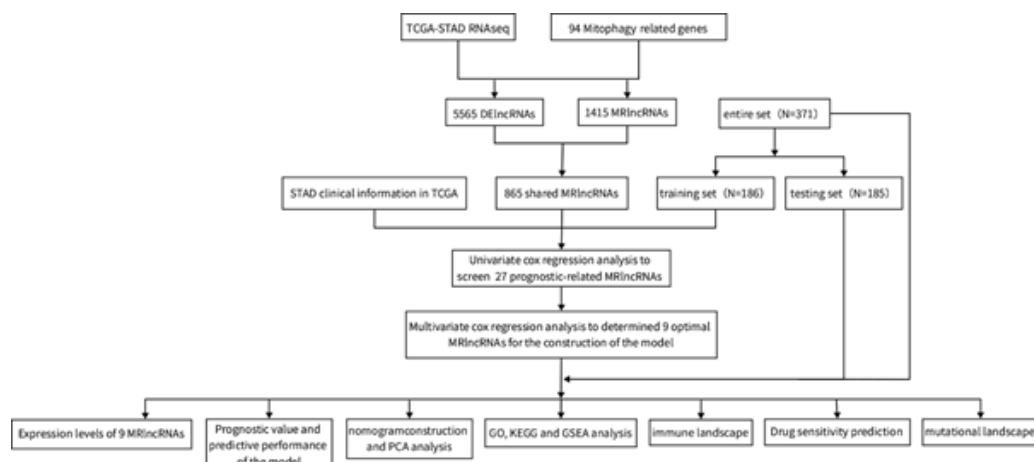 TCGA-STAD RNAseq
94 Mitophagy related genes
5565 DElncRNAs
1415 MRlncRNAs
entire set（N=371）
STAD clinical information in TCGA
865 shared MRlncRNAs
training set（N=186）
testing set（N=185）
Univariate cox regression analysis to
screen 27 prognostic-related MRlncRNAs
Multivariate cox regression analysis to determined 9 optimal
MRlncRNAs for the construction of the model
Expression levels of 9 MRlncRNAs
Prognostic value and
predictive performance
of the model
nomogramconstruction
and PCA analysis
GO, KEGG and GSEA analysis
immune landscape
Drug sensitivity prediction
mutational landscape